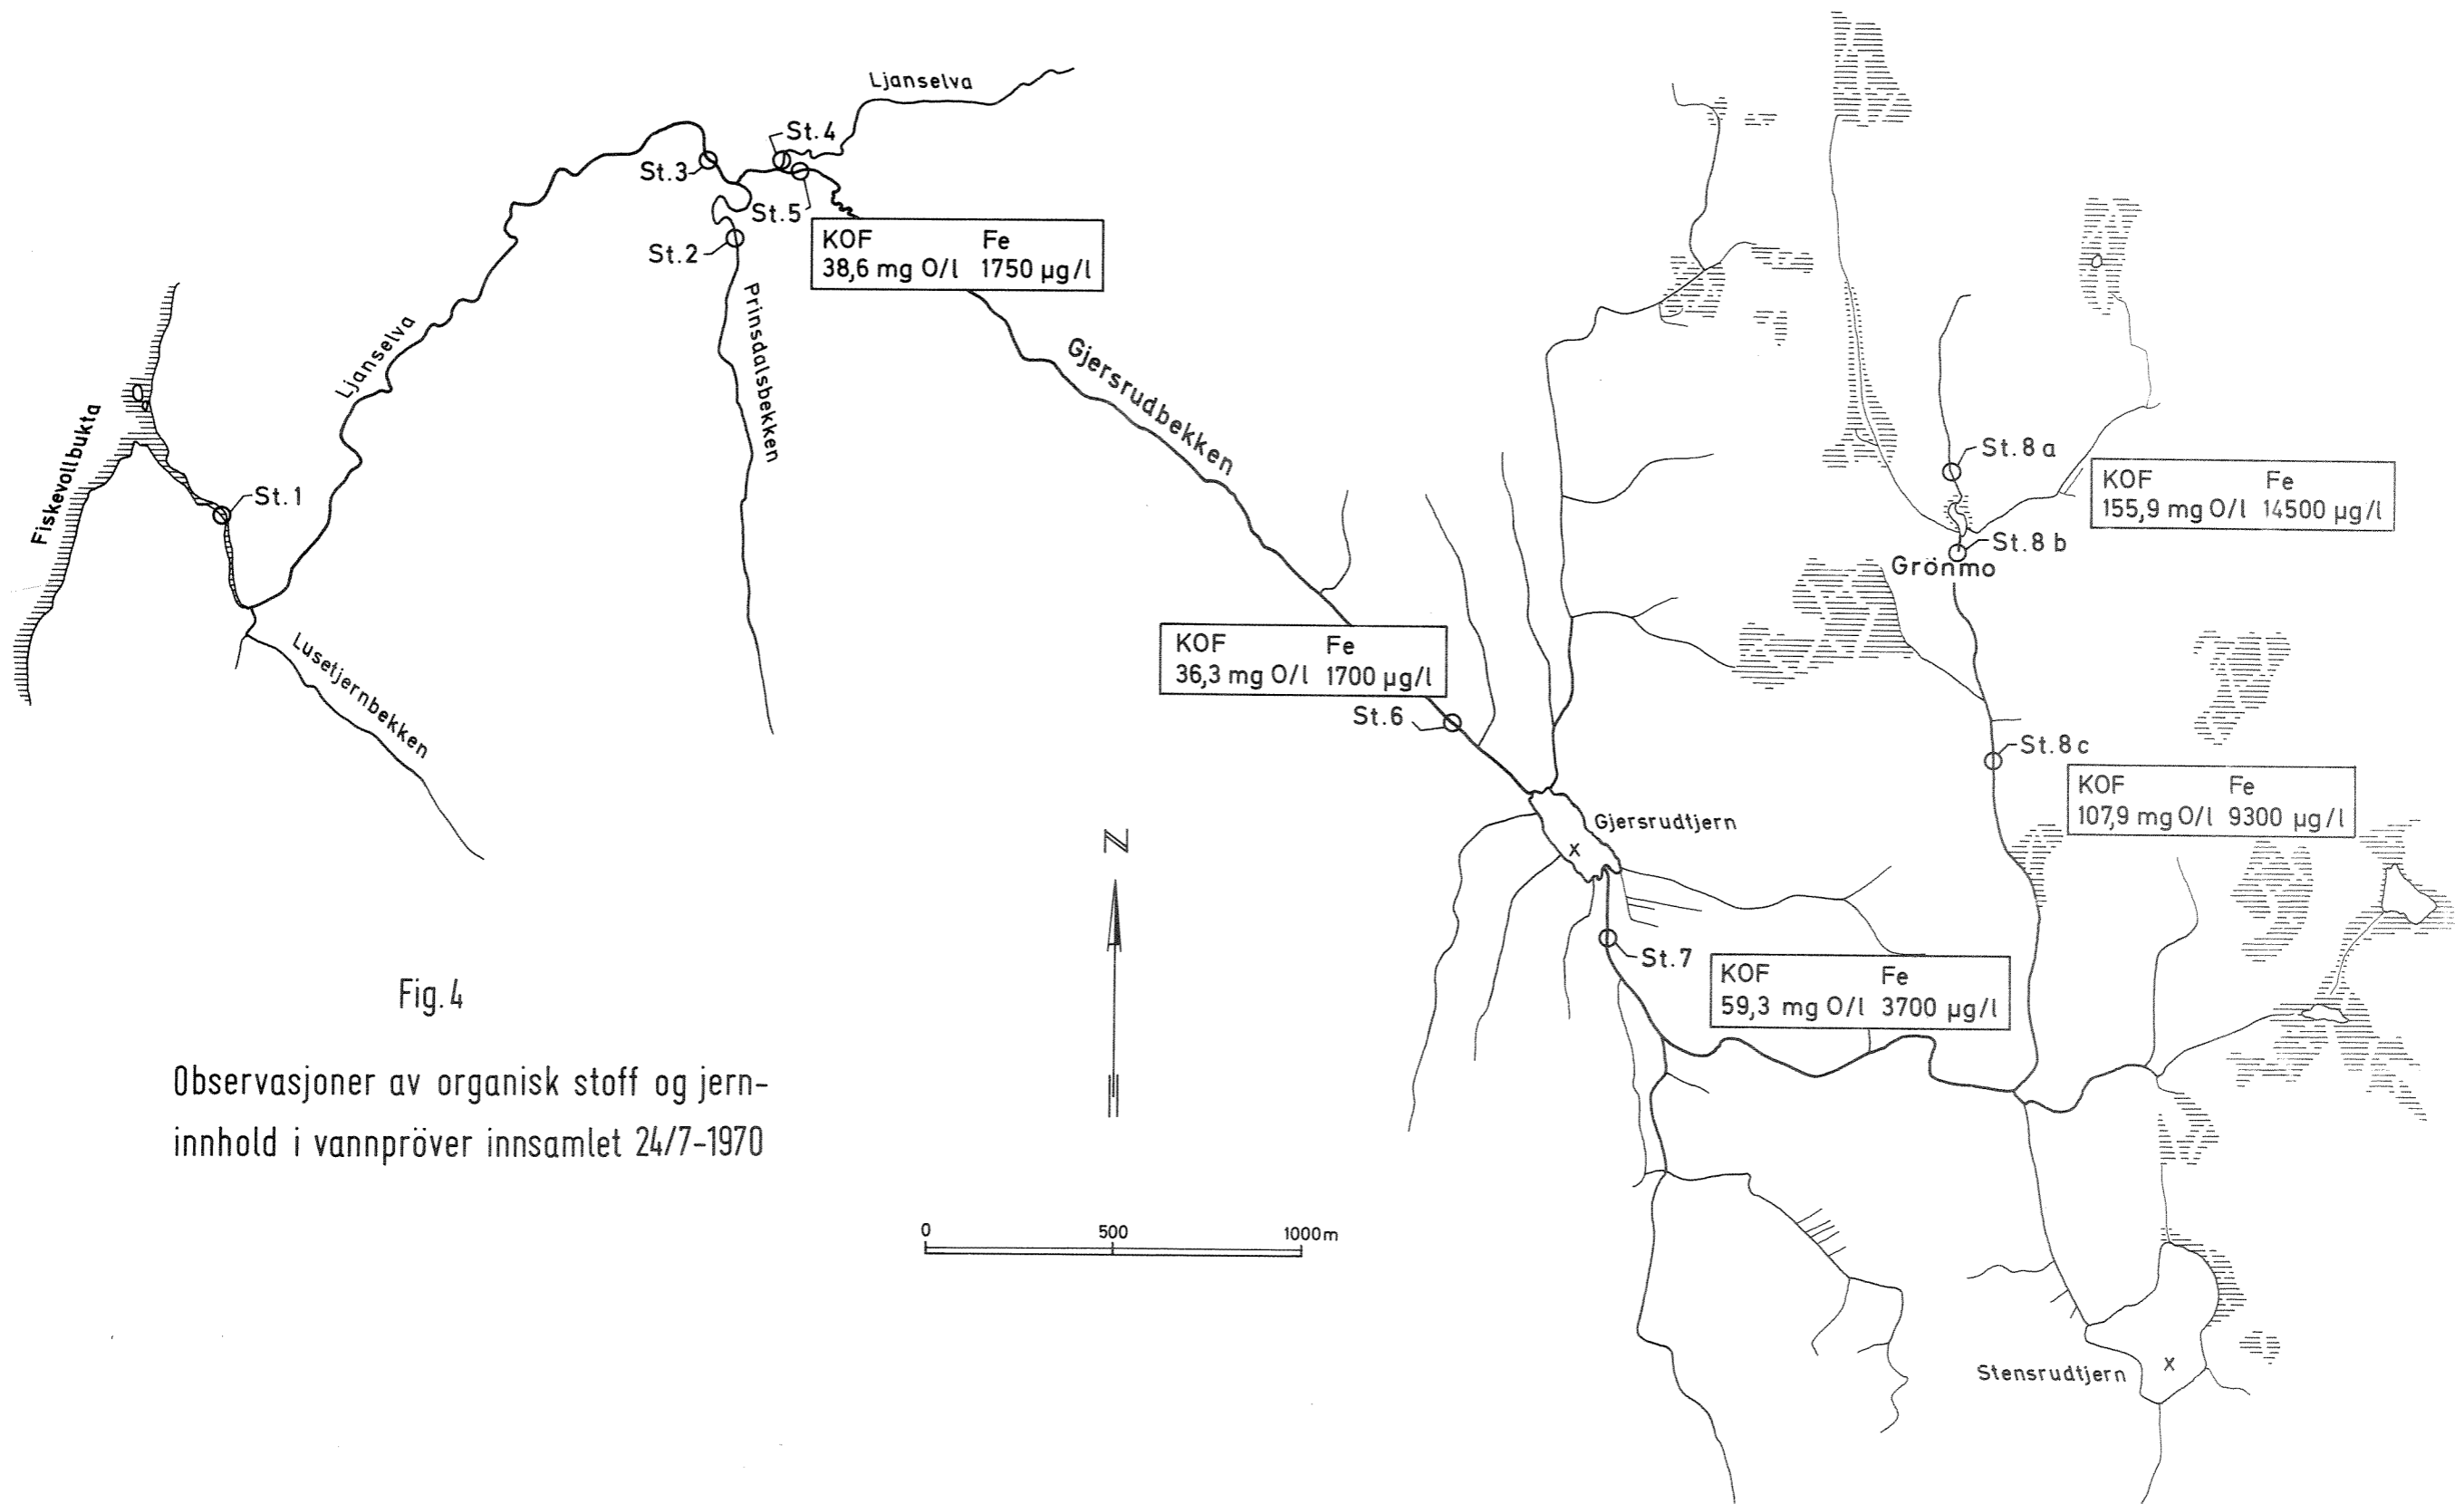 Ljanselva
St.4
St.3
St.5
St.2
KOF Fe
38,6 mg O/l 1750 µg/l
Prinsdalsbekken
Ljanselva
Gjersrudbekken
Fiskevollbukta
St.1
Lusetjernbekken
St.8a
KOF Fe
155,9 mg O/l 14500 µg/l
St.8b
Grönmo
KOF Fe
36,3 mg O/l 1700 µg/l
St.6
St.8c
KOF Fe
107,9 mg O/l 9300 µg/l
Gjersrudtjern
X
N
St.7
KOF Fe
59,3 mg O/l 3700 µg/l
Fig.4
Observasjoner av organisk stoff og jern-
innhold i vannpröver innsamlet 24/7-1970
0 500 1000m
Stensrudtjern
X